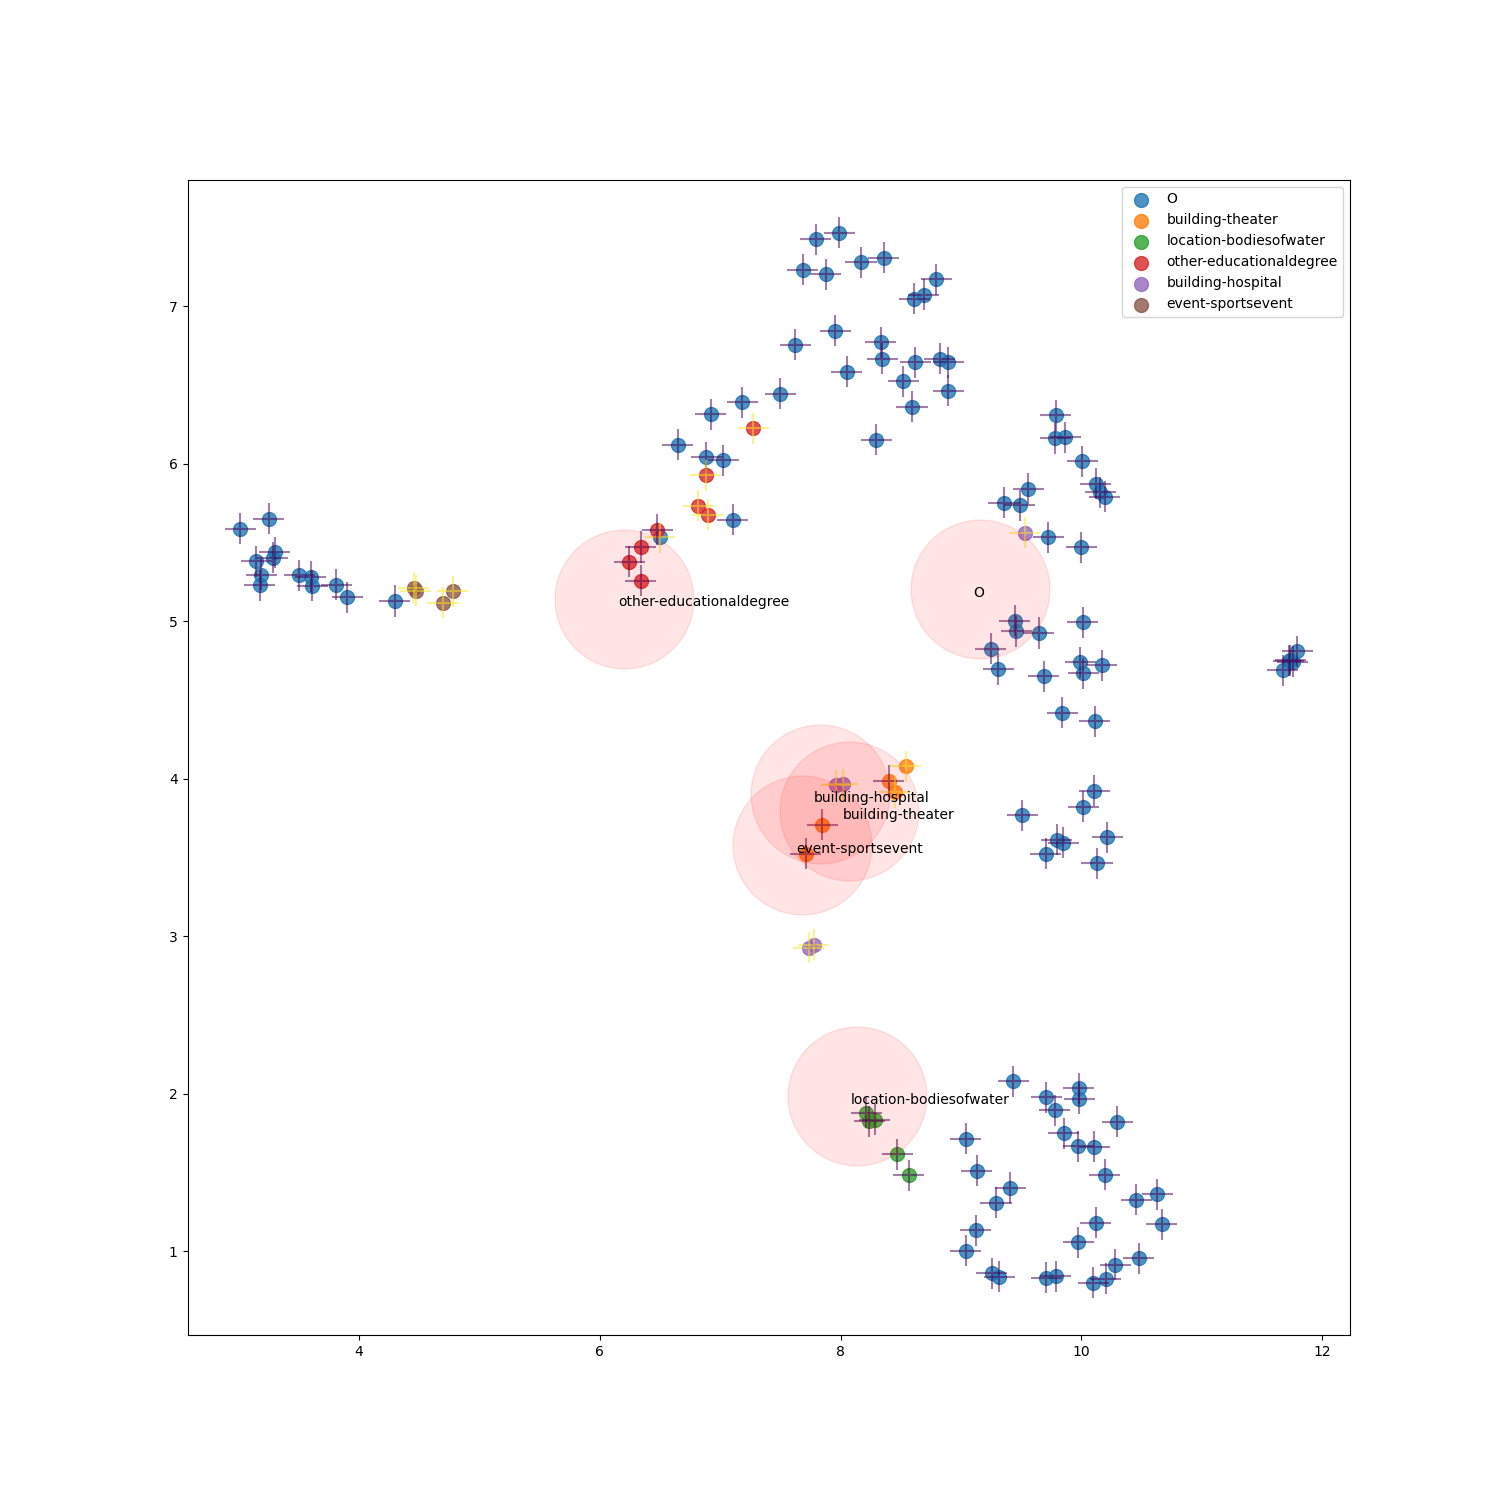 O
building-theater
location-bodiesofwater
other-educationaldegree
building-hospital
event-sportsevent
7
6
5
4
3
2
1
other-educationaldegree
O
building-hospital
building-theater
event-sportsevent
location-bodiesofwater
4
6
8
10
12